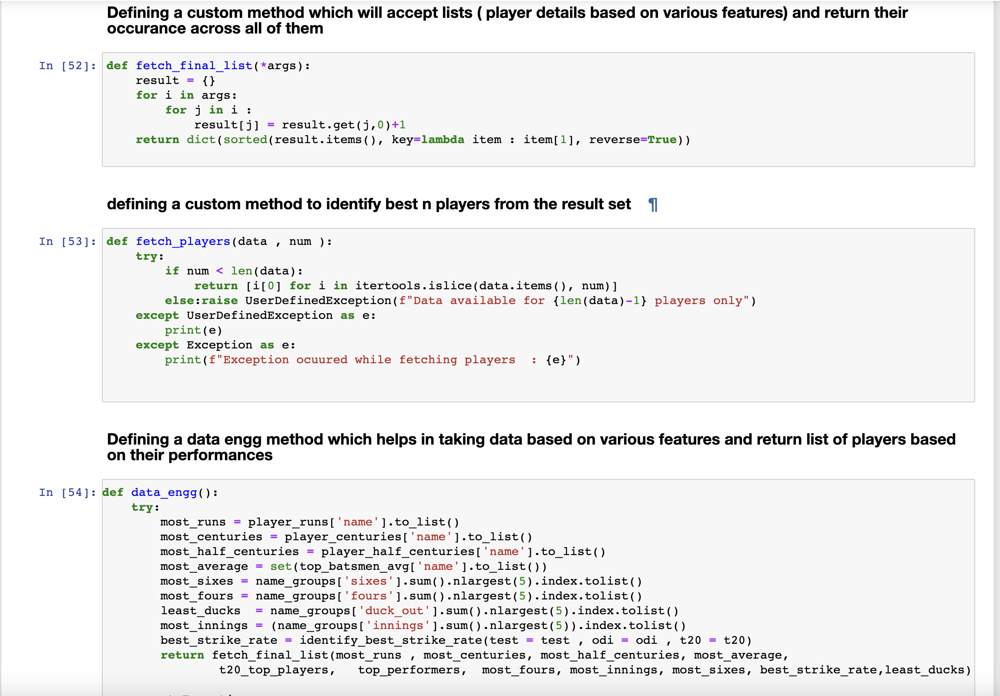 Defining a custom method which will accept lists ( player details based on various features) and return their
occurance across all of them
In [52]: def fetch_final_list(*args):
    result = {}
    for i in args:
        for j in i :
            result[j] = result.get(j,0)+1
    return dict(sorted(result.items(), key=lambda item : item[1], reverse=True))
defining a custom method to identify best n players from the result set ¶
In [53]: def fetch_players(data , num ):
    try:
        if num < len(data):
            return [i[0] for i in itertools.islice(data.items(), num)]
        else:raise UserDefinedException(f"Data available for {len(data)-1} players only")
    except UserDefinedException as e:
        print(e)
    except Exception as e:
        print(f"Exception ocuured while fetching players  : {e}")
Defining a data engg method which helps in taking data based on various features and return list of players based
on their performances
In [54]: def data_engg():
    try:
        most_runs = player_runs['name'].to_list()
        most_centuries = player_centuries['name'].to_list()
        most_half_centuries = player_half_centuries['name'].to_list()
        most_average = set(top_batsmen_avg['name'].to_list())
        most_sixes = name_groups['sixes'].sum().nlargest(5).index.tolist()
        most_fours = name_groups['fours'].sum().nlargest(5).index.tolist()
        least_ducks  = name_groups['duck_out'].sum().nlargest(5).index.tolist()
        most_innings = (name_groups['innings'].sum().nlargest(5)).index.tolist()
        best_strike_rate = identify_best_strike_rate(test = test , odi = odi , t20 = t20)
        return fetch_final_list(most_runs , most_centuries, most_half_centuries, most_average,
                t20_top_players,   top_performers,  most_fours, most_innings, most_sixes, best_strike_rate,least_ducks)